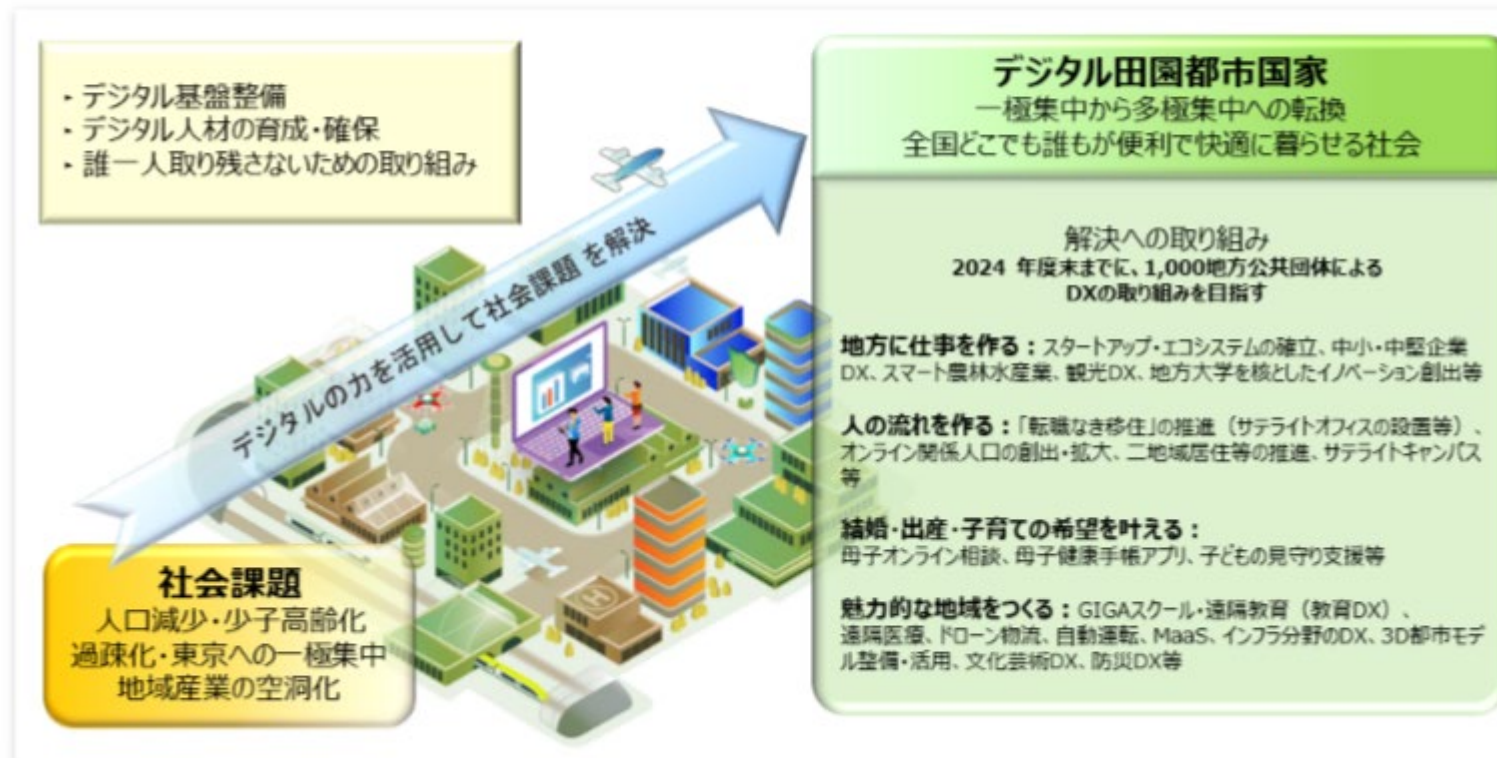 ・デジタル基盤整備
・デジタル人材の育成・確保
・誰一人取り残さないための取り組み
デジタルの力を活用して社会課題を解決
社会課題
人口減少・少子高齢化
過疎化・東京への一極集中
地域産業の空洞化
デジタル田園都市国家
一極集中から多極集中への転換
全国どこでも誰もが便利で快適に暮らせる社会
解決への取り組み
2024 年度末までに、1,000地方公共団体による
DXの取り組みを目指す
地方に仕事を作る：スタートアップ・エコシステムの確立、中小・中堅企業
DX、スマート農林水産業、観光DX、地方大学を核としたイノベーション創出等
人の流れを作る：「転職なき移住」の推進（サテライトオフィスの設置等）、
オンライン関係人口の創出・拡大、二地域居住等の推進、サテライトキャンパス
等
結婚・出産・子育ての希望を叶える：
母子オンライン相談、母子健康手帳アプリ、子どもの見守り支援等
魅力的な地域をつくる：GIGAスクール・遠隔教育（教育DX）、
遠隔医療、ドローン物流、自動運転、MaaS、インフラ分野のDX、3D都市モデ
ル整備・活用、文化芸術DX、防災DX等
H